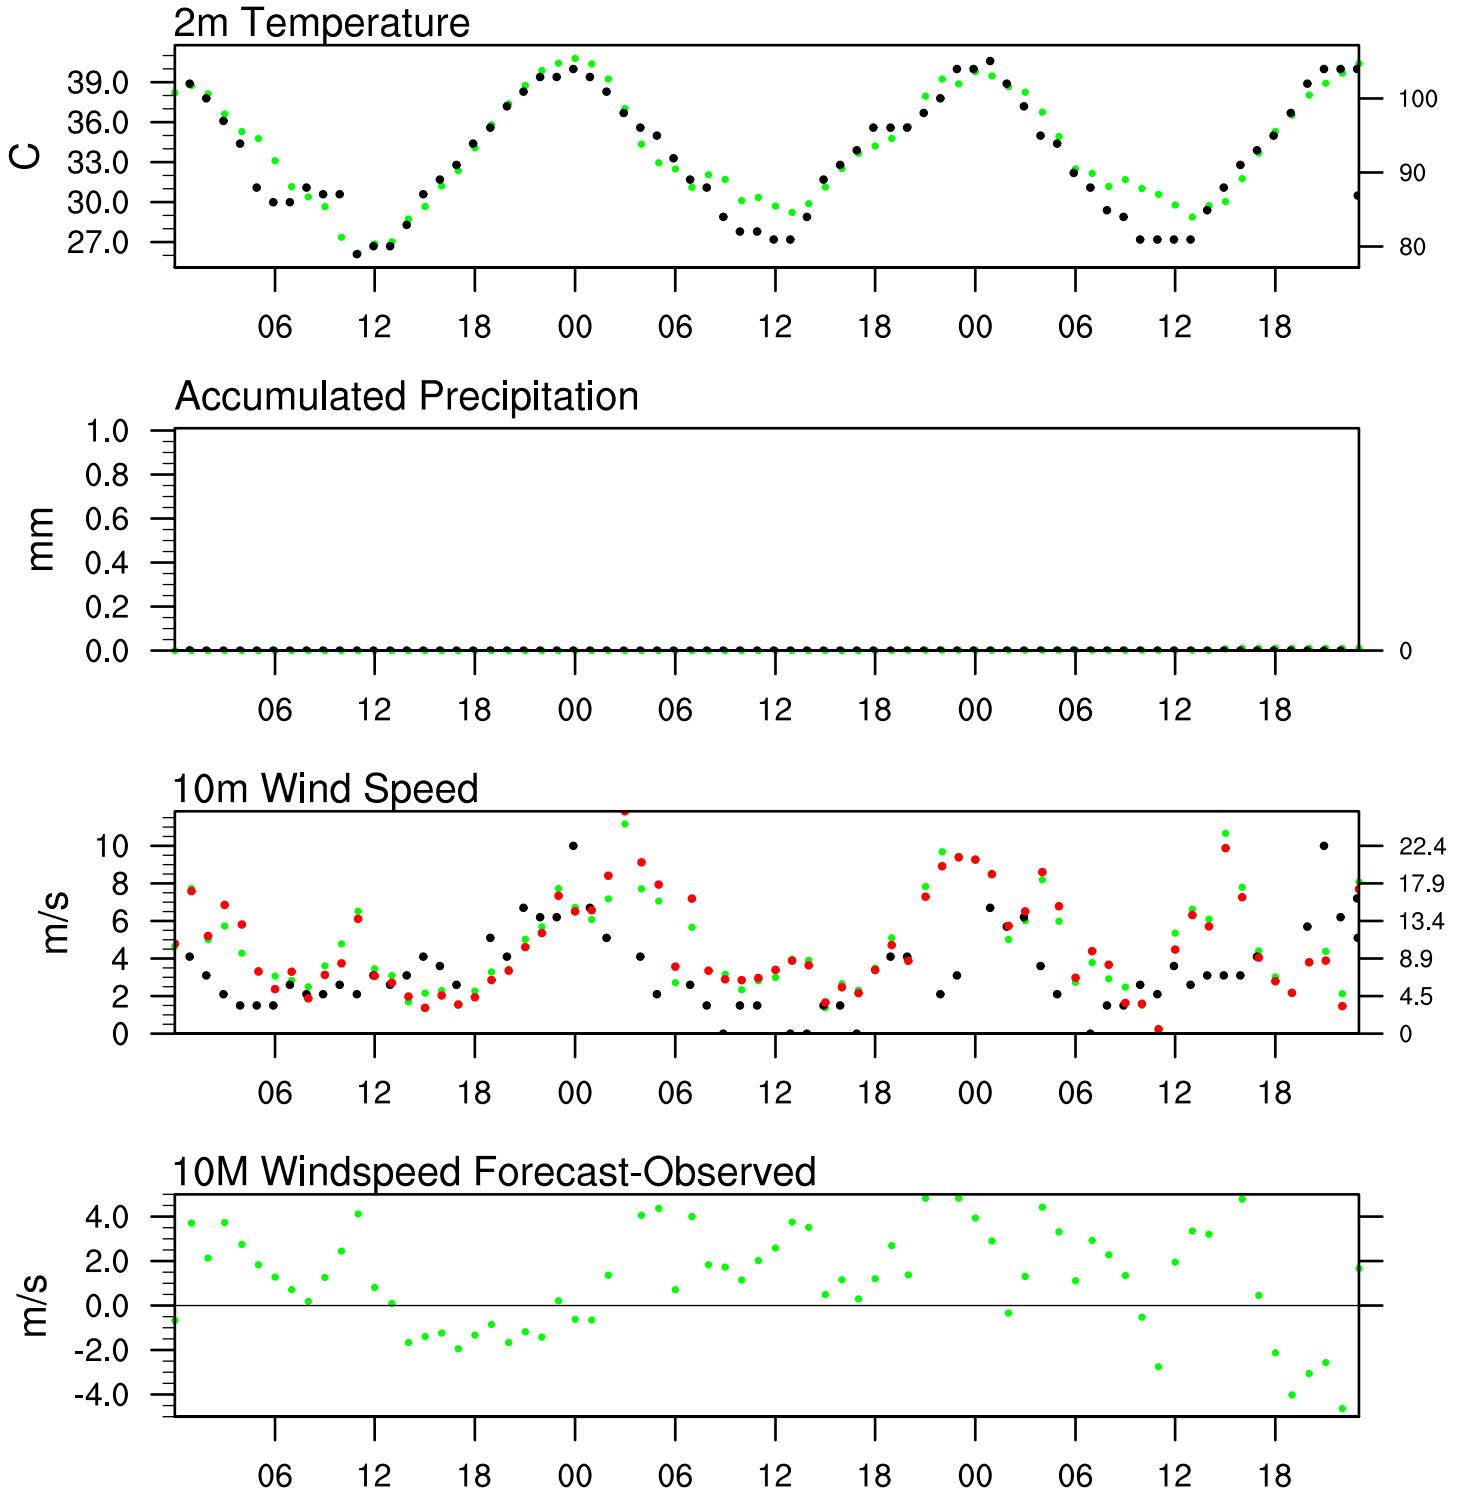 2m Temperature
39.0
36.0
33.0
30.0
27.0
C
100
90
80
06 12 18 00 06 12 18 00 06 12 18
Accumulated Precipitation
1.0
0.8
0.6
0.4
0.2
0.0
mm
0
06 12 18 00 06 12 18 00 06 12 18
10m Wind Speed
10
8
6
4
2
0
m/s
22.4
17.9
13.4
8.9
4.5
0
06 12 18 00 06 12 18 00 06 12 18
10M Windspeed Forecast-Observed
4.0
2.0
0.0
-2.0
-4.0
m/s
06 12 18 00 06 12 18 00 06 12 18